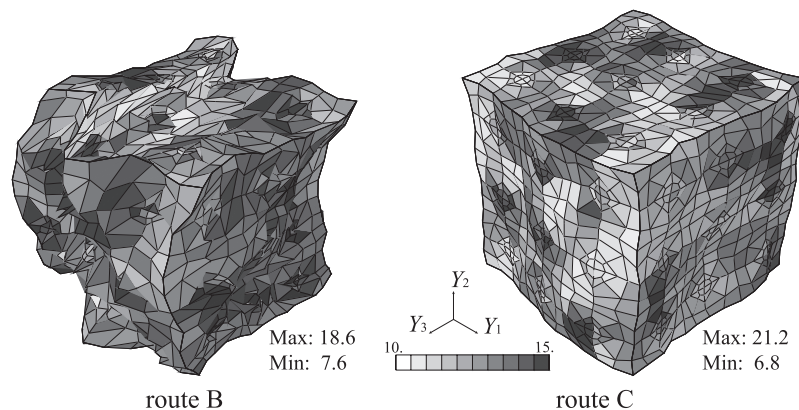 Y₂
Y₃ Y₁
10. 15.
Max: 18.6
Min: 7.6
Max: 21.2
Min: 6.8
route B
route C